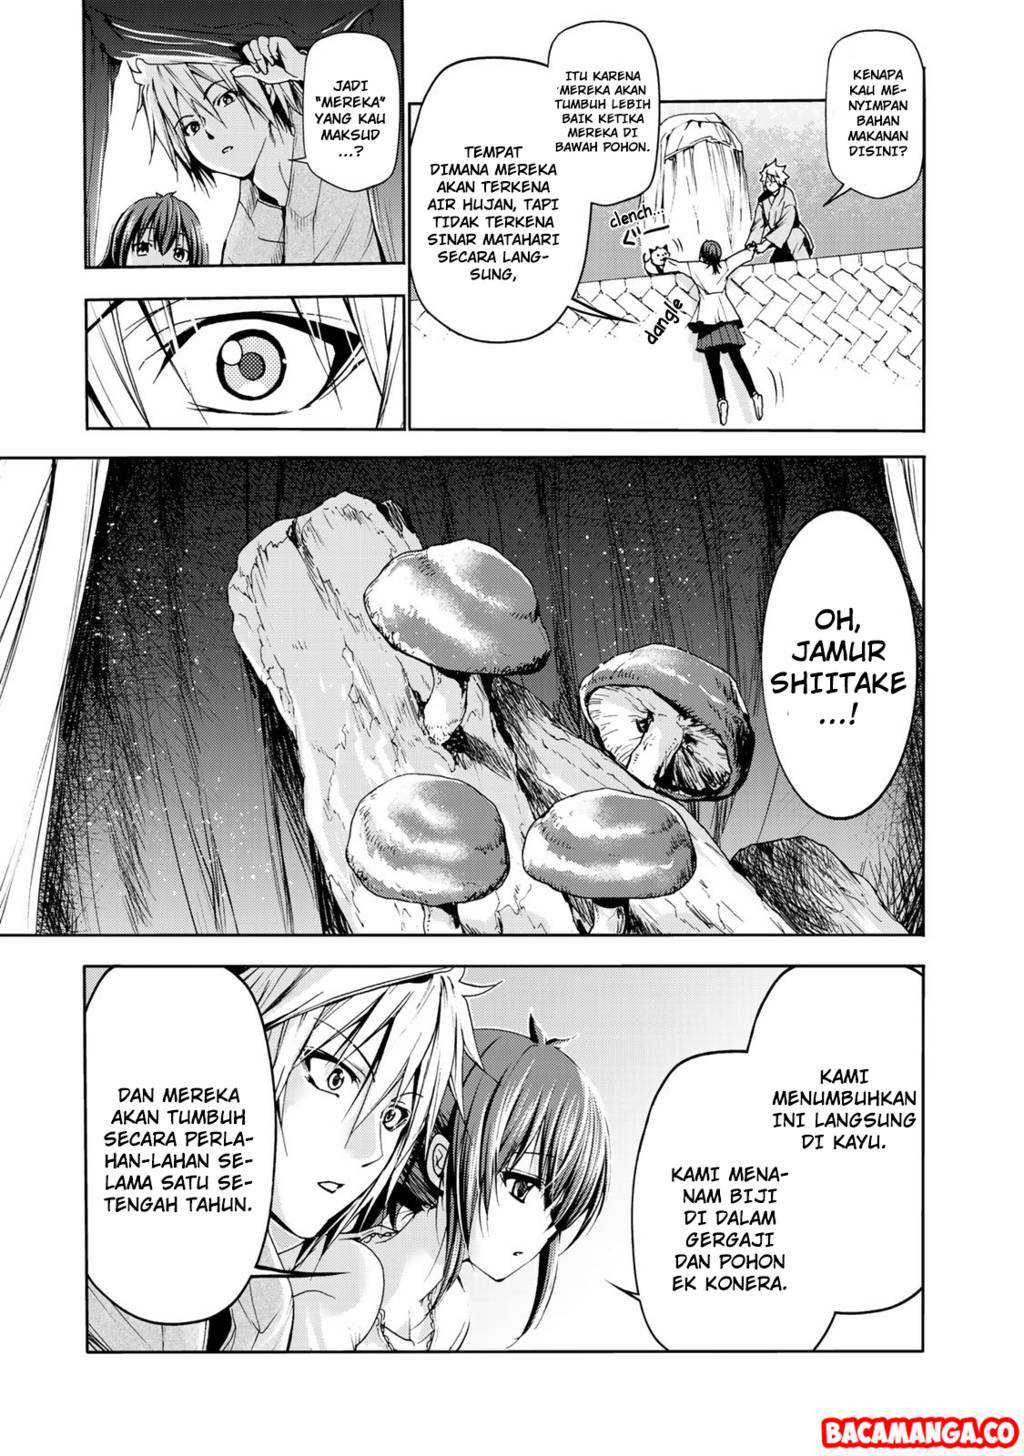 KENAPA
KAU ME-
NYIMPAN
BAHAN
MAKANAN
DISINI?
ITU KARENA
MEREKA AKAN
TUMBUH LEBIH
BAIK KETIKA
MEREKA DI
BAWAH POHON.
TEMPAT
DIMANA MEREKA
AKAN TERKENA
AIR HUJAN, TAPI
TIDAK TERKENA
SINAR MATAHARI
SECARA LANG-
SUNG,
clench...
dangle
JADI
"MEREKA"
YANG KAU
MAKSUD
...?
OH,
JAMUR
SHIITAKE
...!
KAMI
MENUMBUHKAN
INI LANGSUNG
DI KAYU.
KAMI MENA-
NAM BIJI
DI DALAM
GERGAJI
DAN POHON
EK KONERA.
DAN MEREKA
AKAN TUMBUH
SECARA PERLA-
HAN-LAHAN SE-
LAMA SATU SE-
TENGAH TAHUN.
BACAMANGA.CO